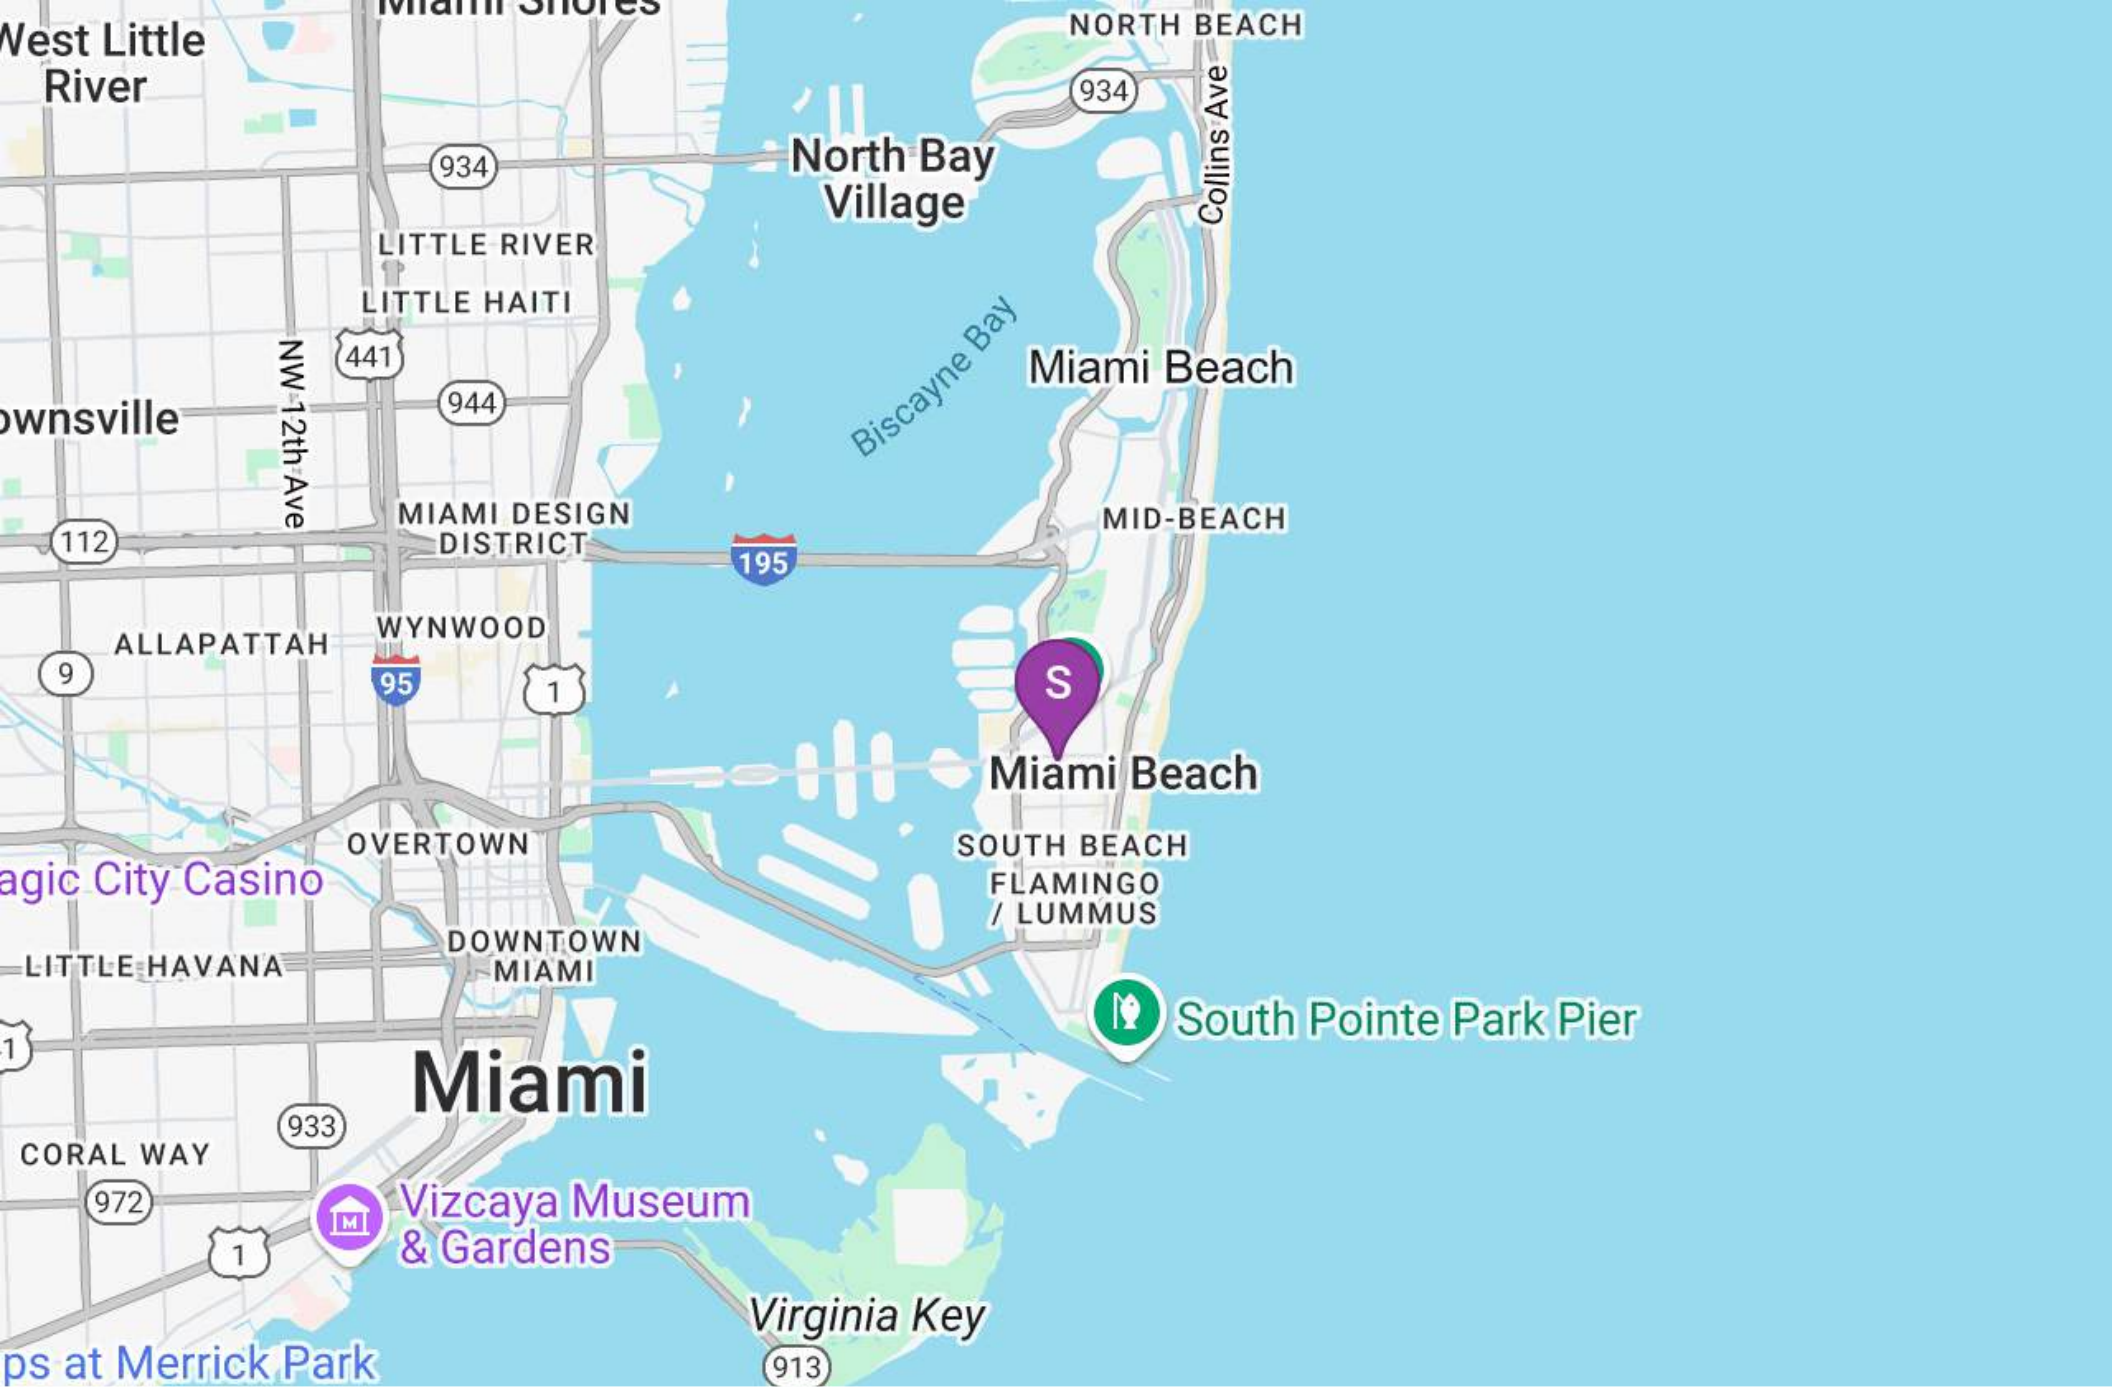 Miami Shores
NORTH BEACH
West Little
River
934
Collins Ave
934
North Bay
Village
LITTLE RIVER
LITTLE HAITI
441
NW 12th Ave
Biscayne Bay
Miami Beach
944
ownsville
112
MIAMI DESIGN
DISTRICT
195
MID-BEACH
WYNWOOD
ALLAPATTAH
9
95
1
S
Miami Beach
OVERTOWN
SOUTH BEACH
agic City Casino
FLAMINGO
/ LUMMUS
DOWNTOWN
MIAMI
LITTLE HAVANA
South Pointe Park Pier
1
Miami
933
CORAL WAY
972
Vizcaya Museum
& Gardens
M
1
Virginia Key
913
ps at Merrick Park